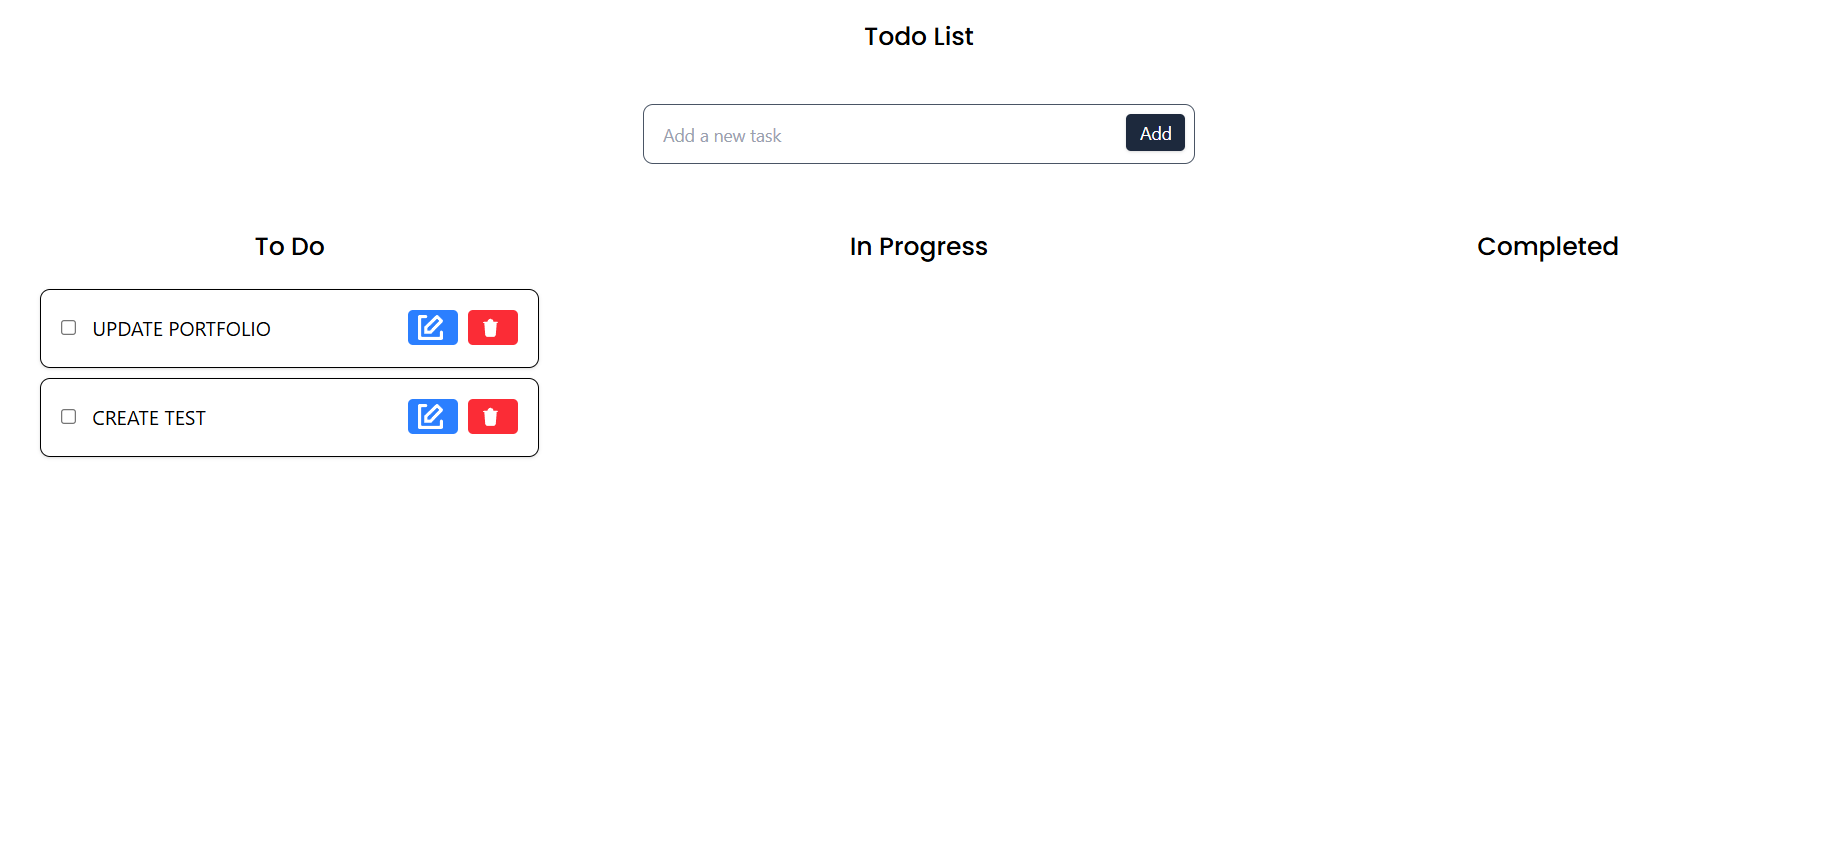 Todo List
Add a new task
Add
To Do
In Progress
Completed
UPDATE PORTFOLIO
CREATE TEST